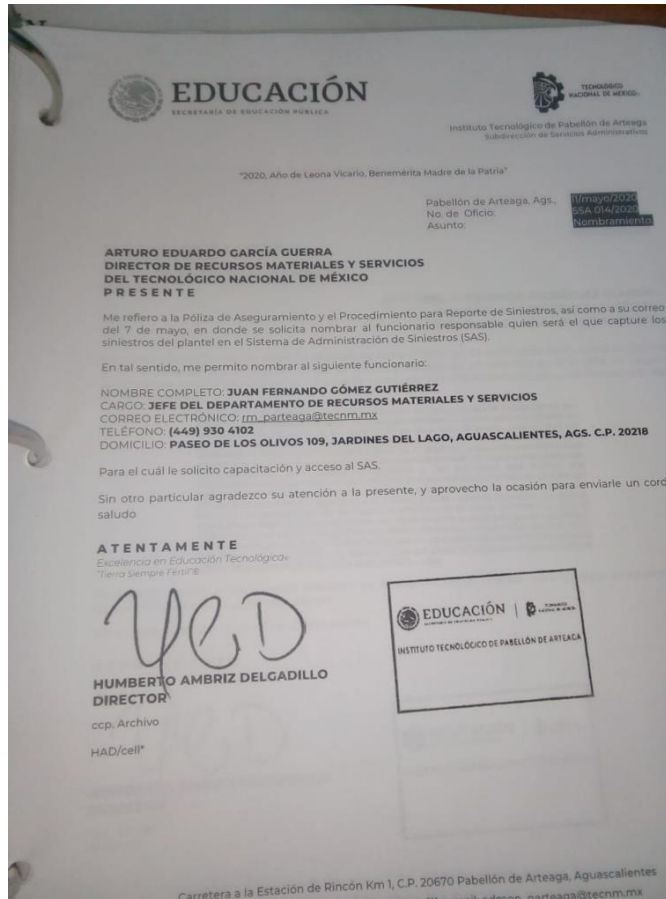 EDUCACIÓN
SECRETARÍA DE EDUCACIÓN PÚBLICA
TECNOLÓGICO
NACIONAL DE MÉXICO
Instituto Tecnológico de Pabellón de Arteaga
Subdirección de Servicios Administrativos
"2020, Año de Leona Vicario, Benemérita Madre de la Patria"
Pabellón de Arteaga, Ags., 11/mayo/2020
No. de Oficio: SSA 014/2020
Asunto: Nombramiento
ARTURO EDUARDO GARCÍA GUERRA
DIRECTOR DE RECURSOS MATERIALES Y SERVICIOS
DEL TECNOLÓGICO NACIONAL DE MÉXICO
P R E S E N T E
Me refiero a la Póliza de Aseguramiento y el Procedimiento para Reporte de Siniestros, así como a su correo
del 7 de mayo, en donde se solicita nombrar al funcionario responsable quien será el que capture los
siniestros del plantel en el Sistema de Administración de Siniestros (SAS).
En tal sentido, me permito nombrar al siguiente funcionario:
NOMBRE COMPLETO: JUAN FERNANDO GÓMEZ GUTIÉRREZ
CARGO: JEFE DEL DEPARTAMENTO DE RECURSOS MATERIALES Y SERVICIOS
CORREO ELECTRÓNICO: rm_parteaga@tecnm.mx
TELÉFONO: (449) 930 4102
DOMICILIO: PASEO DE LOS OLIVOS 109, JARDINES DEL LAGO, AGUASCALIENTES, AGS. C.P. 20218
Para el cuál le solicito capacitación y acceso al SAS.
Sin otro particular agradezco su atención a la presente, y aprovecho la ocasión para enviarle un cord
saludo
A T E N T A M E N T E
Excelencia en Educación Tecnológica®
"Tierra Siempre Fértil"®
HUMBERTO AMBRIZ DELGADILLO
DIRECTOR
ccp. Archivo
HAD/cell*
EDUCACIÓN
INSTITUTO TECNOLÓGICO DE PABELLÓN DE ARTEAGA
Carretera a la Estación de Rincón Km 1, C.P. 20670 Pabellón de Arteaga, Aguascalientes
admon_parteaga@tecnm.mx